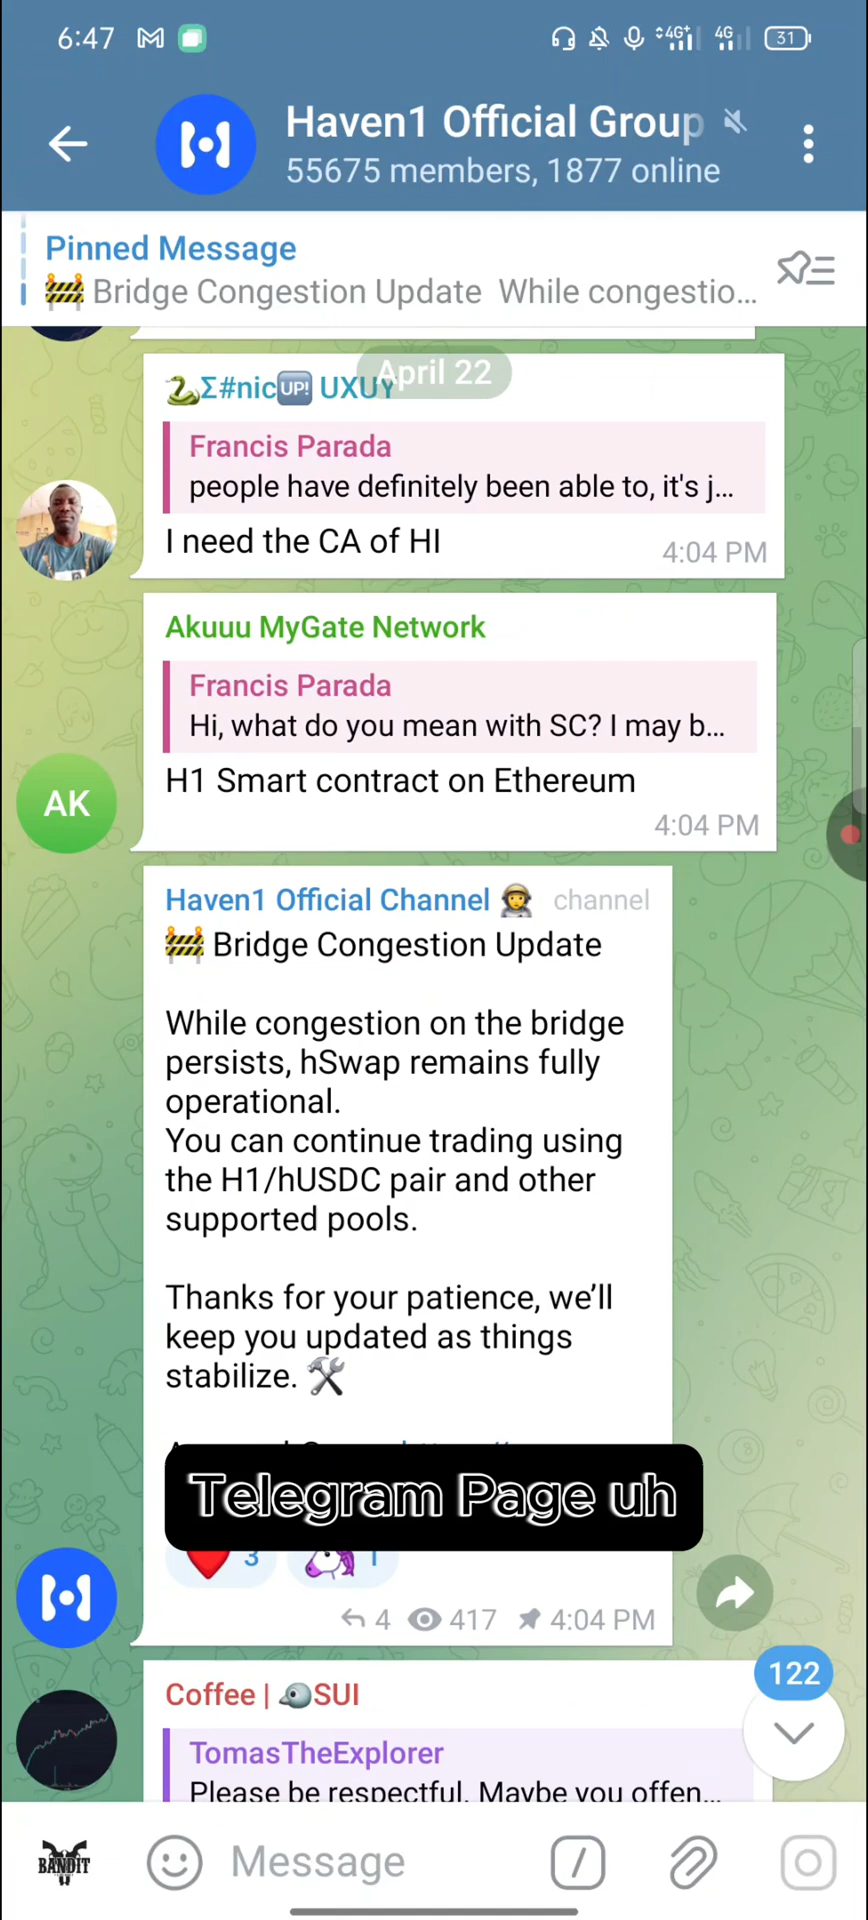 6:47
4G+
4G
31
Haven1 Official Group
55675 members, 1877 online
Pinned Message
🚧 Bridge Congestion Update While congestio...
April 22
🐍Σ#nic🆙 UXUY
Francis Parada
people have definitely been able to, it's j...
I need the CA of HI
4:04 PM
Akuuu MyGate Network
Francis Parada
Hi, what do you mean with SC? I may b...
H1 Smart contract on Ethereum
AK
4:04 PM
Haven1 Official Channel 🧑‍🚀 channel
🚧 Bridge Congestion Update
While congestion on the bridge
persists, hSwap remains fully
operational.
You can continue trading using
the H1/hUSDC pair and other
supported pools.
Thanks for your patience, we'll
keep you updated as things
stabilize. 🛠️
Telegram Page uh
❤️ 3 🦄 1
4 417 4:04 PM
122
Coffee | SUI
TomasTheExplorer
Please be respectful. Maybe you offen...
BANDIT
Message